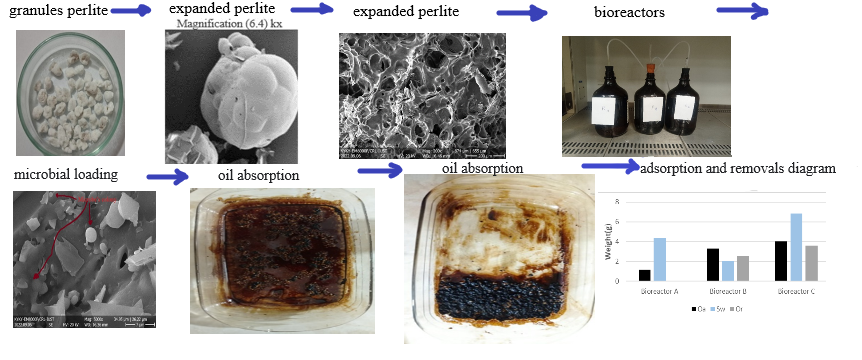 granules perlite
expanded perlite
Magnification (6.4) kx
expanded perlite
bioreactors
microbial loading
oil absorption
oil absorption
adsorption and removals diagram
Weight(g)
8
6
4
2
0
Bioreactor A
Bioreactor B
Bioreactor C
Oa
Sw
Or